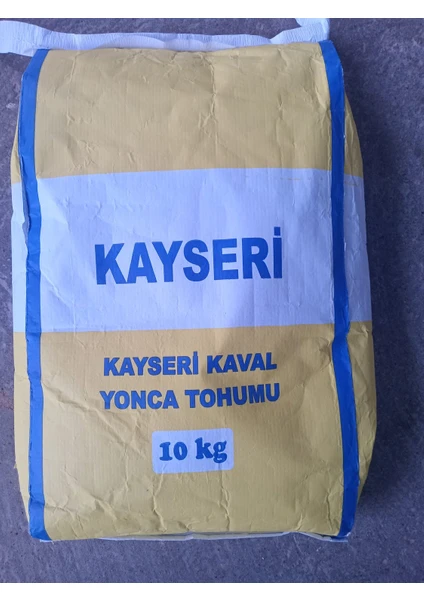 KAYSERİ
KAYSERİ KAVAL
YONCA TOHUMU
10 kg